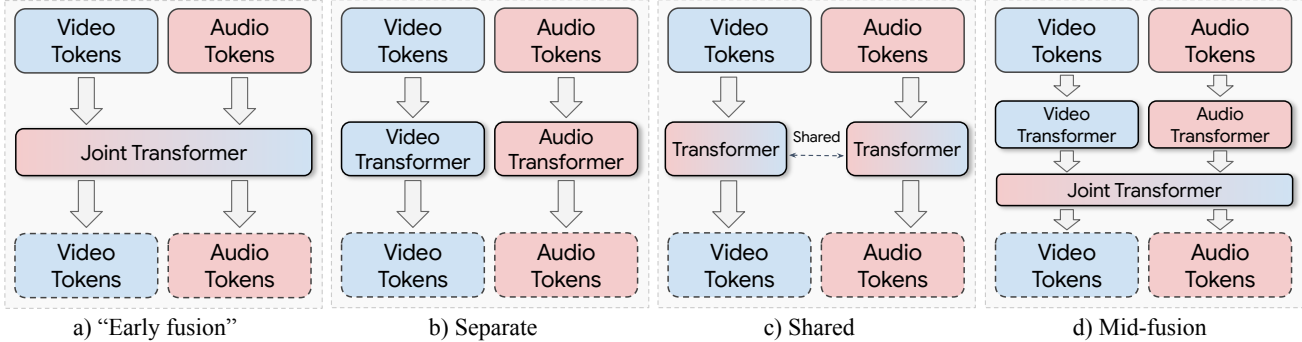 Video
Tokens
Audio
Tokens
Joint Transformer
Video
Tokens
Audio
Tokens
a) “Early fusion”
Video
Tokens
Audio
Tokens
Video
Transformer
Audio
Transformer
Video
Tokens
Audio
Tokens
b) Separate
Video
Tokens
Audio
Tokens
Transformer
Shared
Transformer
Video
Tokens
Audio
Tokens
c) Shared
Video
Tokens
Audio
Tokens
Video
Transformer
Audio
Transformer
Joint Transformer
Video
Tokens
Audio
Tokens
d) Mid-fusion